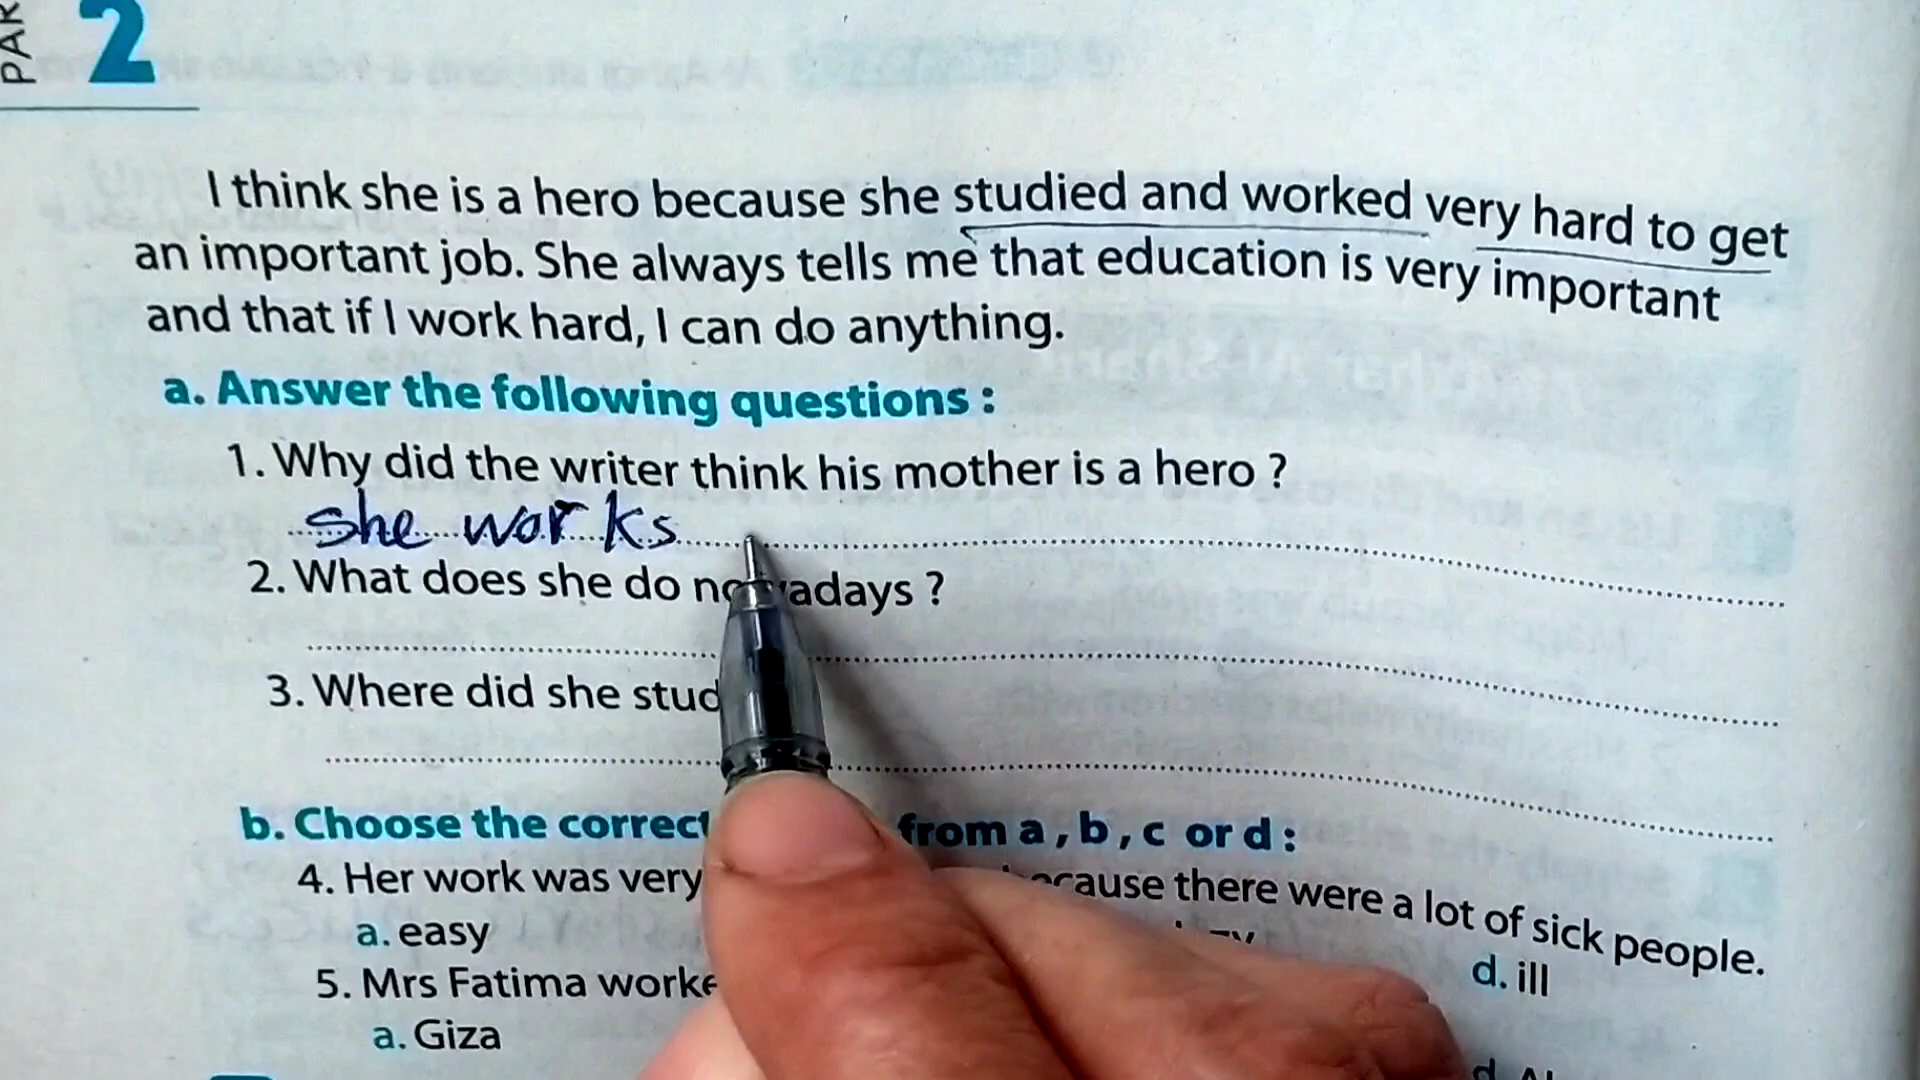 PAR 2
I think she is a hero because she studied and worked very hard to get
an important job. She always tells me that education is very important
and that if I work hard, I can do anything.
a. Answer the following questions :
1. Why did the writer think his mother is a hero ?
she works
2. What does she do nowadays ?
3. Where did she
b. Choose the correct from a , b , c or d :
4. Her work was very because there were a lot of sick people.
a. easy d. ill
5. Mrs Fatima
a. Giza d.